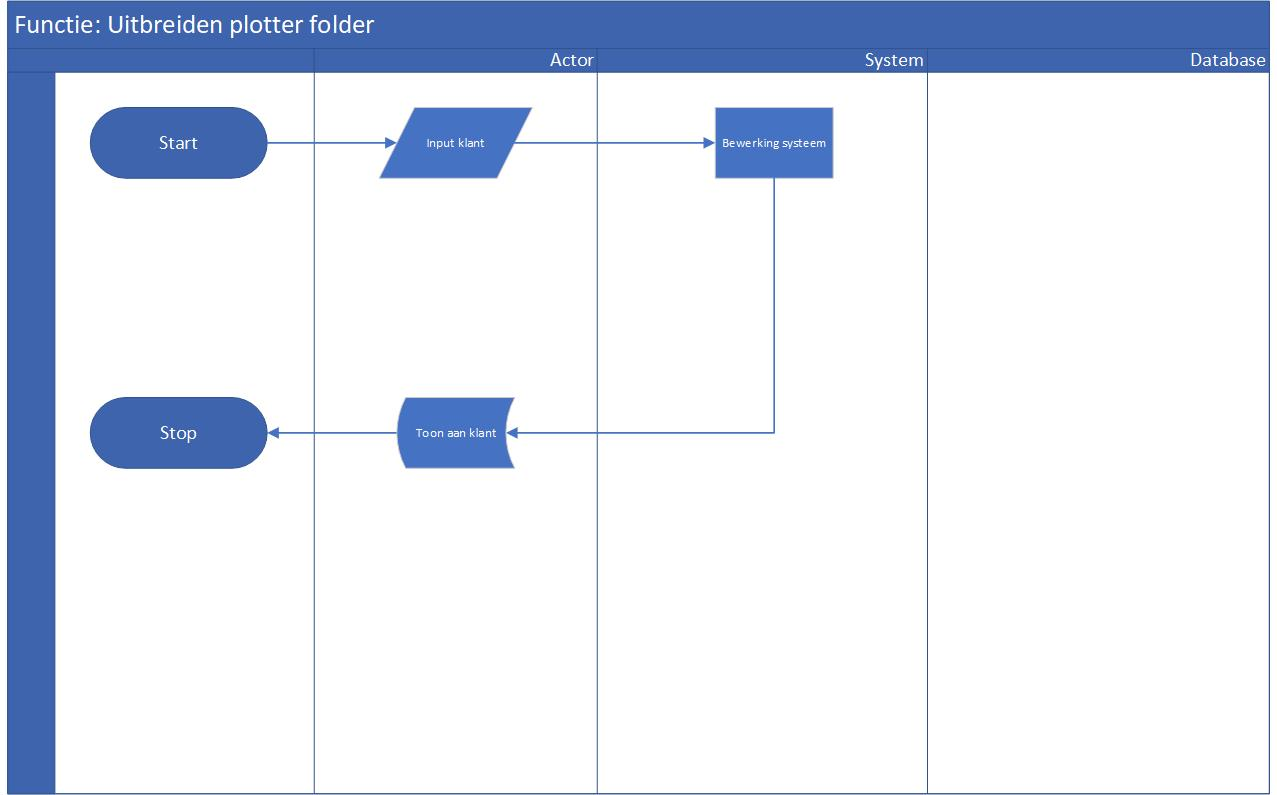 Functie: Uitbreiden plotter folder
Actor
System
Database
Start
Input klant
Bewerking systeem
Stop
Toon aan klant